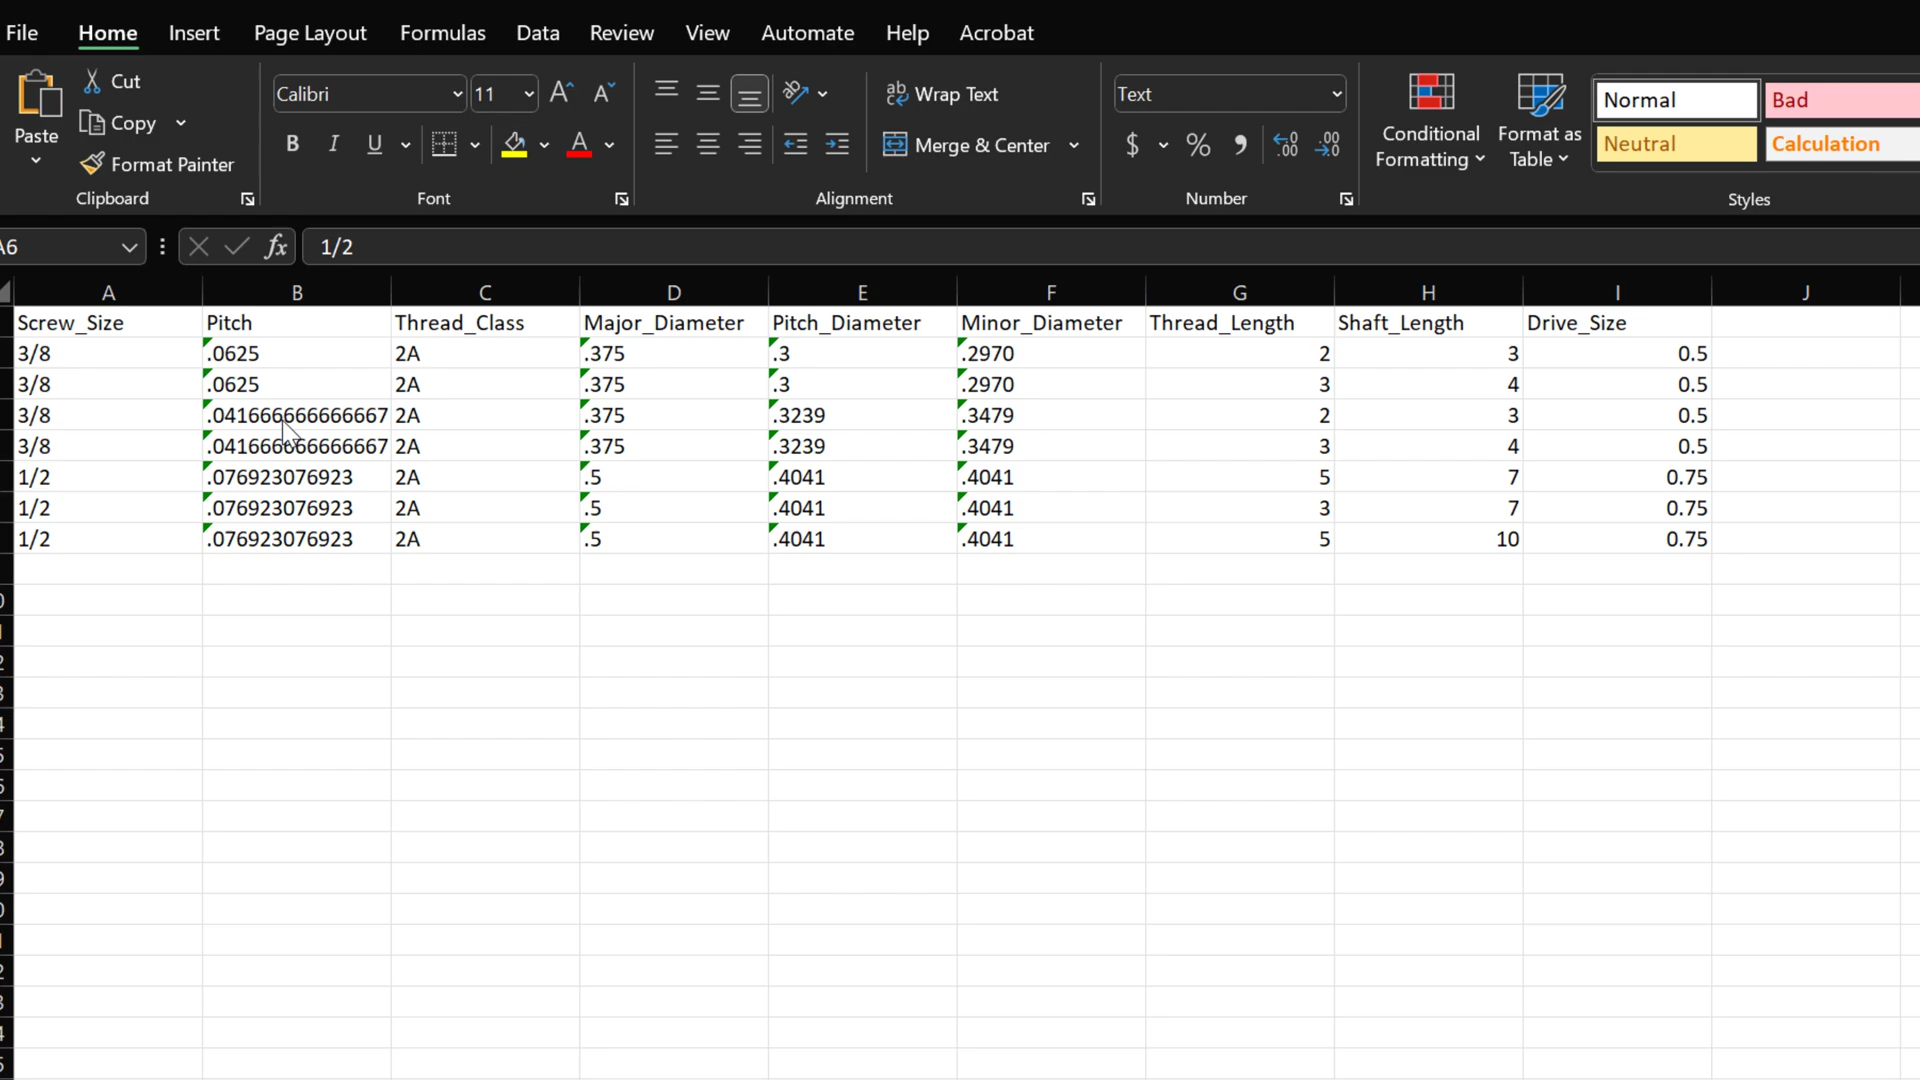 File Home Insert Page Layout Formulas Data Review View Automate Help Acrobat
Paste Cut Copy Format Painter Clipboard
Calibri 11 B I U A Font
Wrap Text Merge & Center Alignment
Text $ % , Number
Conditional Formatting Format as Table
Normal Bad
Neutral Calculation
Styles
A6 fx 1/2
A B C D E F G H I J
Screw_Size Pitch Thread_Class Major_Diameter Pitch_Diameter Minor_Diameter Thread_Length Shaft_Length Drive_Size
3/8 .0625 2A .375 .3 .2970 2 3 0.5
3/8 .0625 2A .375 .3 .2970 3 4 0.5
3/8 .041666666666667 2A .375 .3239 .3479 2 3 0.5
3/8 .041666666666667 2A .375 .3239 .3479 3 4 0.5
1/2 .076923076923 2A .5 .4041 .4041 5 7 0.75
1/2 .076923076923 2A .5 .4041 .4041 3 7 0.75
1/2 .076923076923 2A .5 .4041 .4041 5 10 0.75